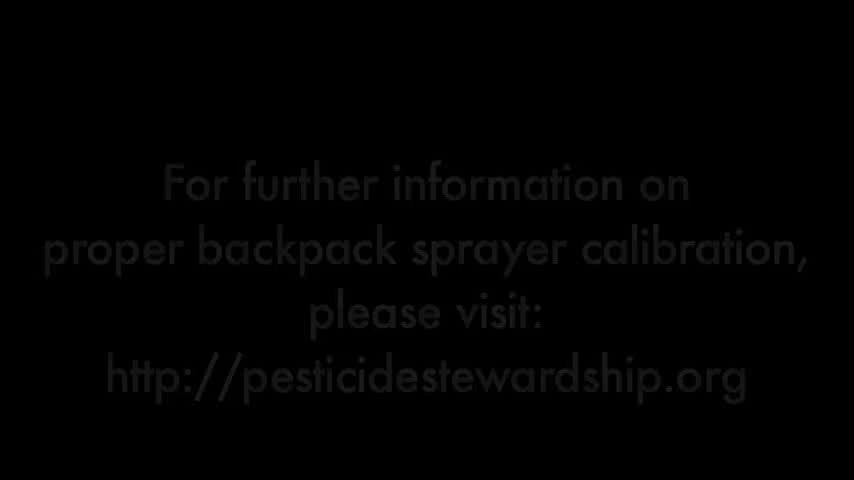 For further information on
proper backpack sprayer calibration,
please visit:
http://pesticidestewardship.org